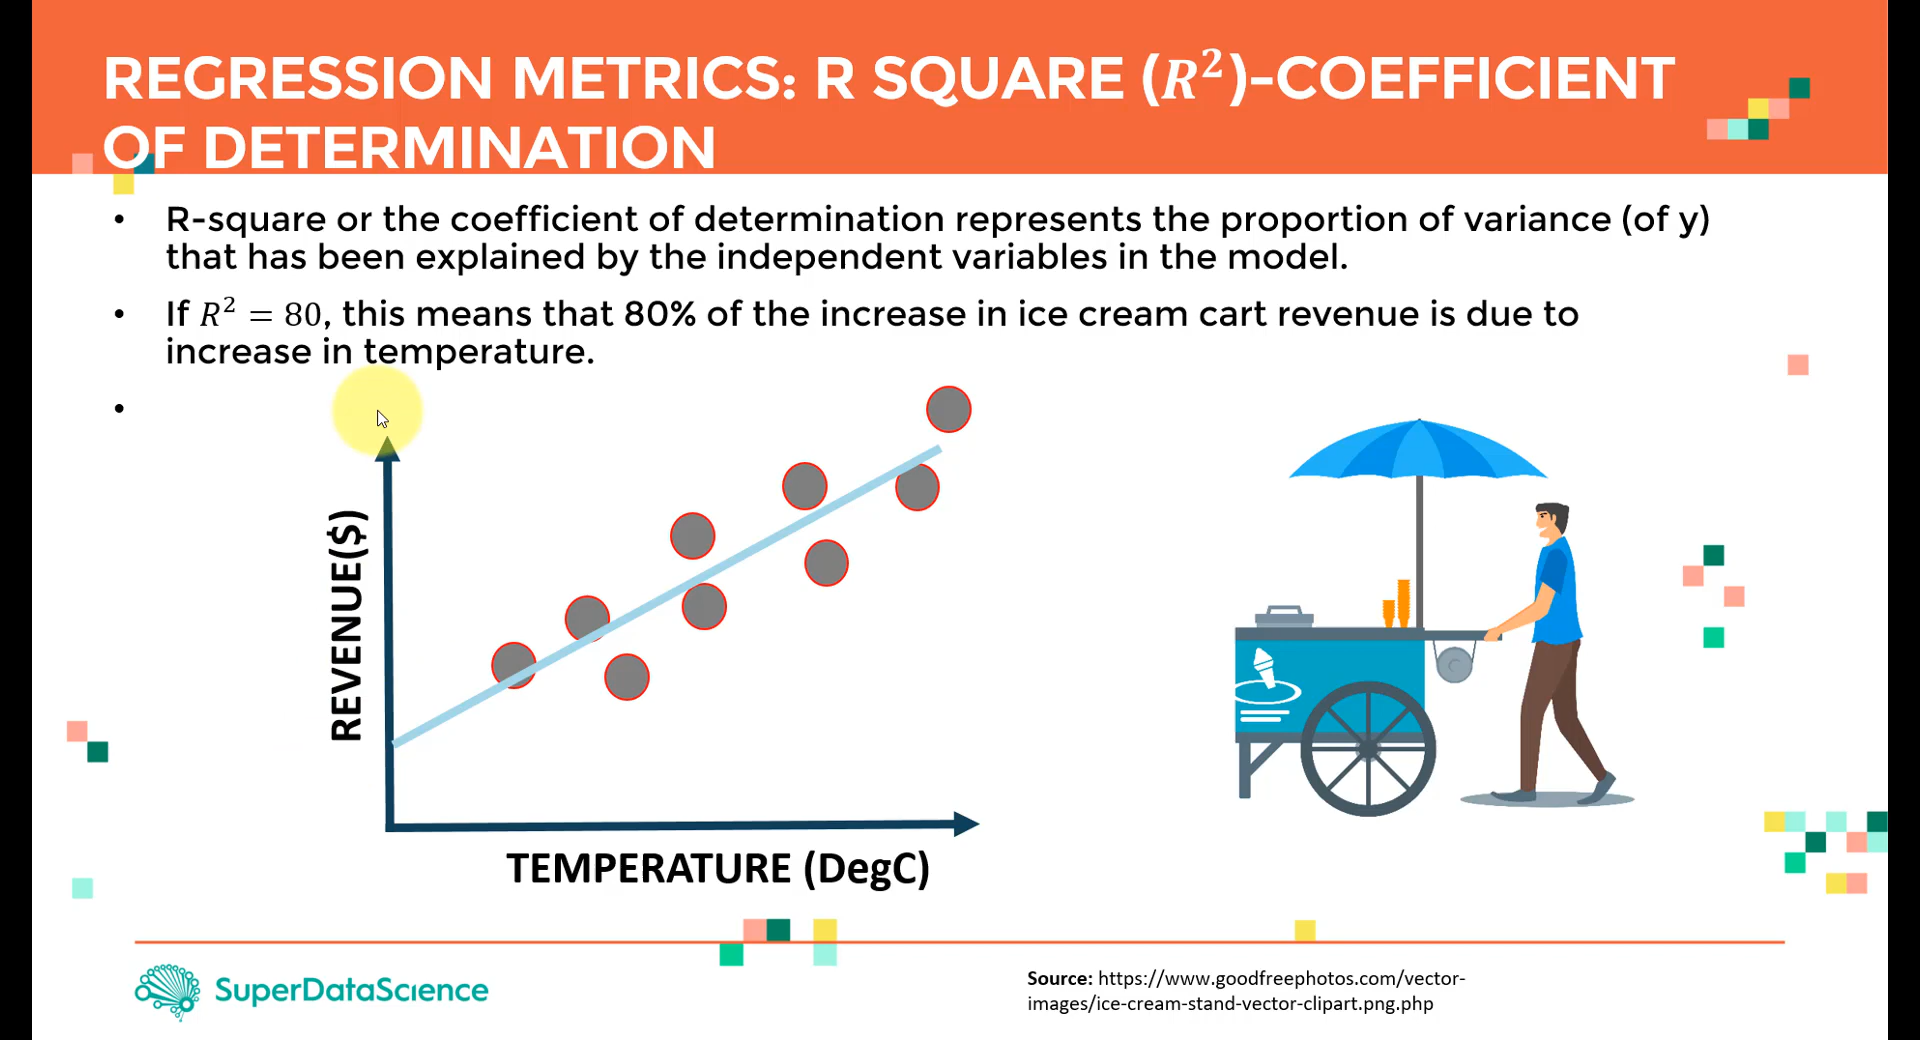 REGRESSION METRICS: R SQUARE (R²)-COEFFICIENT
OF DETERMINATION
• R-square or the coefficient of determination represents the proportion of variance (of y)
that has been explained by the independent variables in the model.
• If R² = 80, this means that 80% of the increase in ice cream cart revenue is due to
increase in temperature.
•
REVENUE($)
TEMPERATURE (DegC)
SuperDataScience
Source: https://www.goodfreephotos.com/vector-
images/ice-cream-stand-vector-clipart.png.php